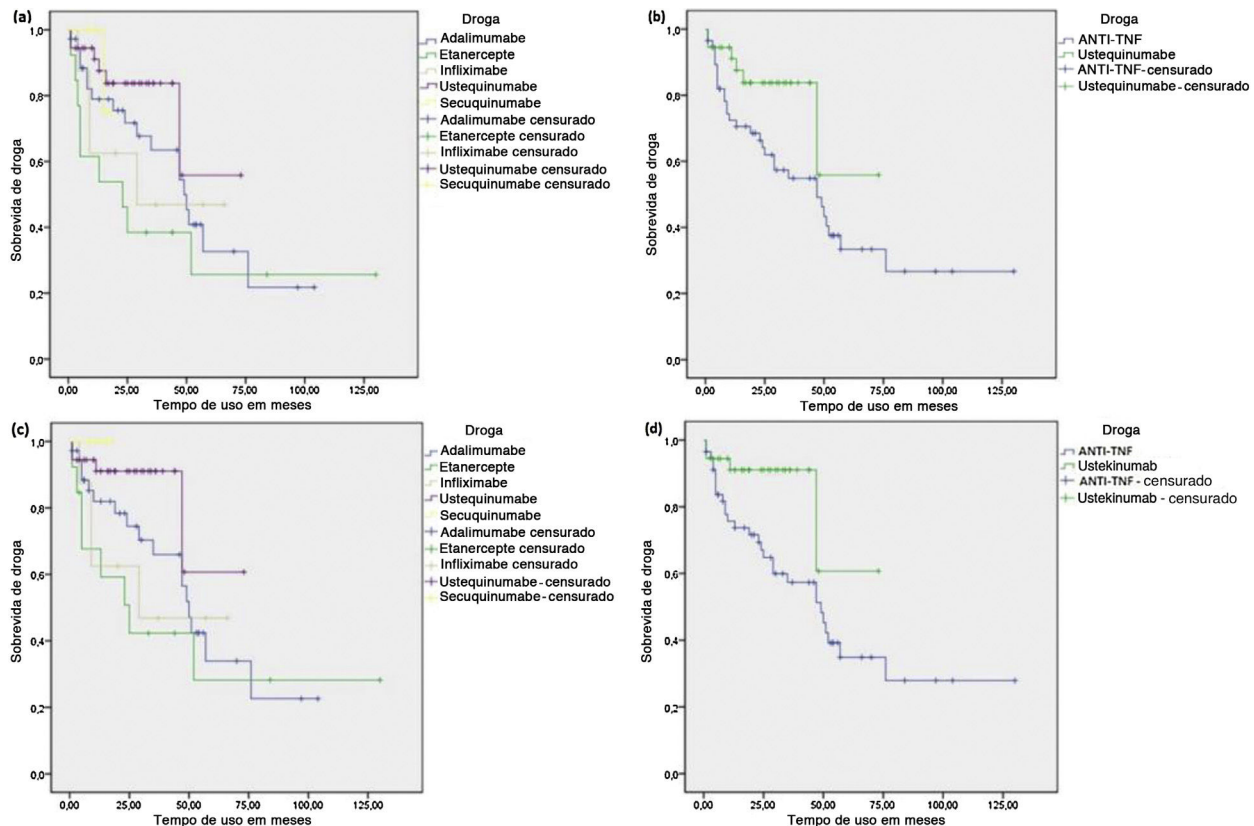 (a)
Droga
Adalimumabe
Etanercepte
Infliximabe
Ustequinumabe
Secuquinumabe
Adalimumabe censurado
Etanercepte censurado
Infliximabe censurado
Ustequinumabe censurado
Secuquinumabe censurado
Sobrevida de droga
1,0
0,8
0,6
0,4
0,2
0,0
0,00 25,00 50,00 75,00 100,00 125,00
Tempo de uso em meses
(b)
Droga
ANTI-TNF
Ustequinumabe
ANTI-TNF-censurado
Ustequinumabe-censurado
Sobrevida de droga
1,0
0,8
0,6
0,4
0,2
0,0
0,00 25,00 50,00 75,00 100,00 125,00
Tempo de uso em meses
(c)
Droga
Adalimumabe
Etanercepte
Infliximabe
Ustequinumabe
Secuquinumabe
Adalimumabe censurado
Etanercepte censurado
Infliximabe censurado
Ustequinumabe-censurado
Secuquinumabe-censurado
Sobrevida de droga
1,0
0,8
0,6
0,4
0,2
0,0
0,00 25,00 50,00 75,00 100,00 125,00
Tempo de uso em meses
(d)
Droga
ANTI-TNF
Ustekinumab
ANTI-TNF-censurado
Ustekinumab - censurado
Sobrevida de droga
1,0
0,8
0,6
0,4
0,2
0,0
0,00 25,00 50,00 75,00 100,00 125,00
Tempo de uso em meses